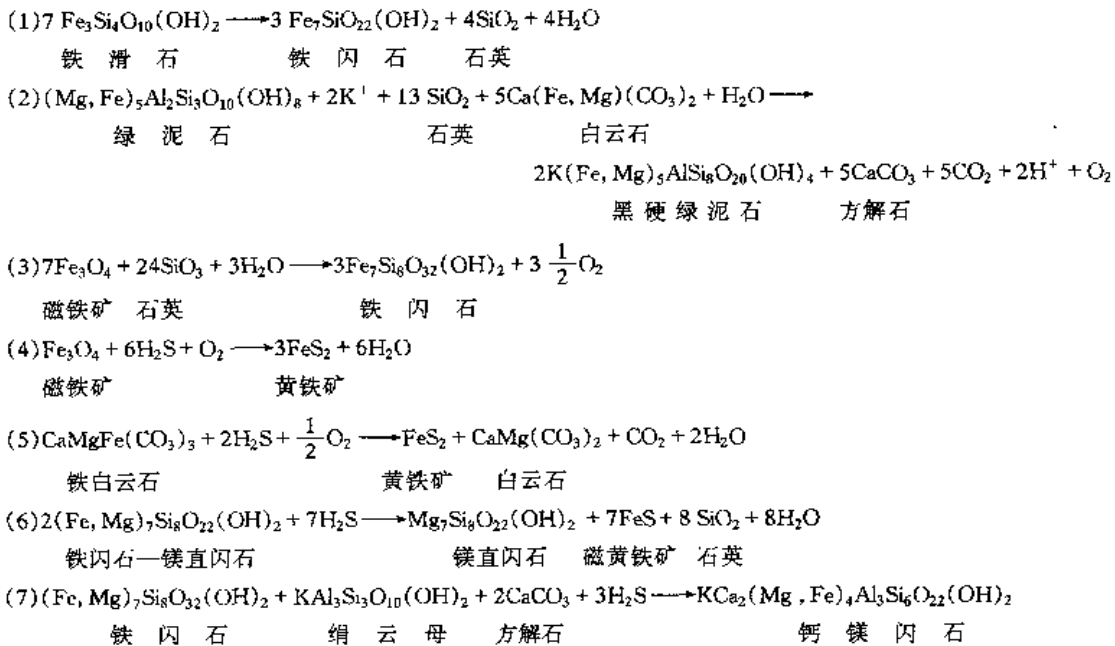 (1)7 Fe₃Si₄O₁₀(OH)₂⟶3 Fe₇SiO₂₂(OH)₂ + 4SiO₂ + 4H₂O
铁 滑 石 铁 闪 石 石英
(2)(Mg, Fe)₅Al₂Si₃O₁₀(OH)₈ + 2K⁺ + 13 SiO₂ + 5Ca(Fe, Mg)(CO₃)₂ + H₂O⟶
绿 泥 石 石英 白云石
2K(Fe, Mg)₅AlSi₈O₂₀(OH)₄ + 5CaCO₃ + 5CO₂ + 2H⁺ + O₂
黑 硬 绿 泥 石 方解石
(3)7Fe₃O₄ + 24SiO₃ + 3H₂O⟶3Fe₇Si₈O₃₂(OH)₂ + 3 1/2 O₂
磁铁矿 石英 铁 闪 石
(4)Fe₃O₄ + 6H₂S + O₂⟶3FeS₂ + 6H₂O
磁铁矿 黄铁矿
(5)CaMgFe(CO₃)₃ + 2H₂S + 1/2 O₂⟶FeS₂ + CaMg(CO₃)₂ + CO₂ + 2H₂O
铁白云石 黄铁矿 白云石
(6)2(Fe, Mg)₇Si₈O₂₂(OH)₂ + 7H₂S⟶Mg₇Si₈O₂₂(OH)₂ + 7FeS + 8 SiO₂ + 8H₂O
铁闪石—镁直闪石 镁直闪石 磁黄铁矿 石英
(7)(Fe, Mg)₇Si₈O₃₂(OH)₂ + KAl₃Si₃O₁₀(OH)₂ + 2CaCO₃ + 3H₂S⟶KCa₂(Mg, Fe)₄Al₃Si₆O₂₂(OH)₂
铁 闪 石 绢 云 母 方解石 钙 镁 闪 石